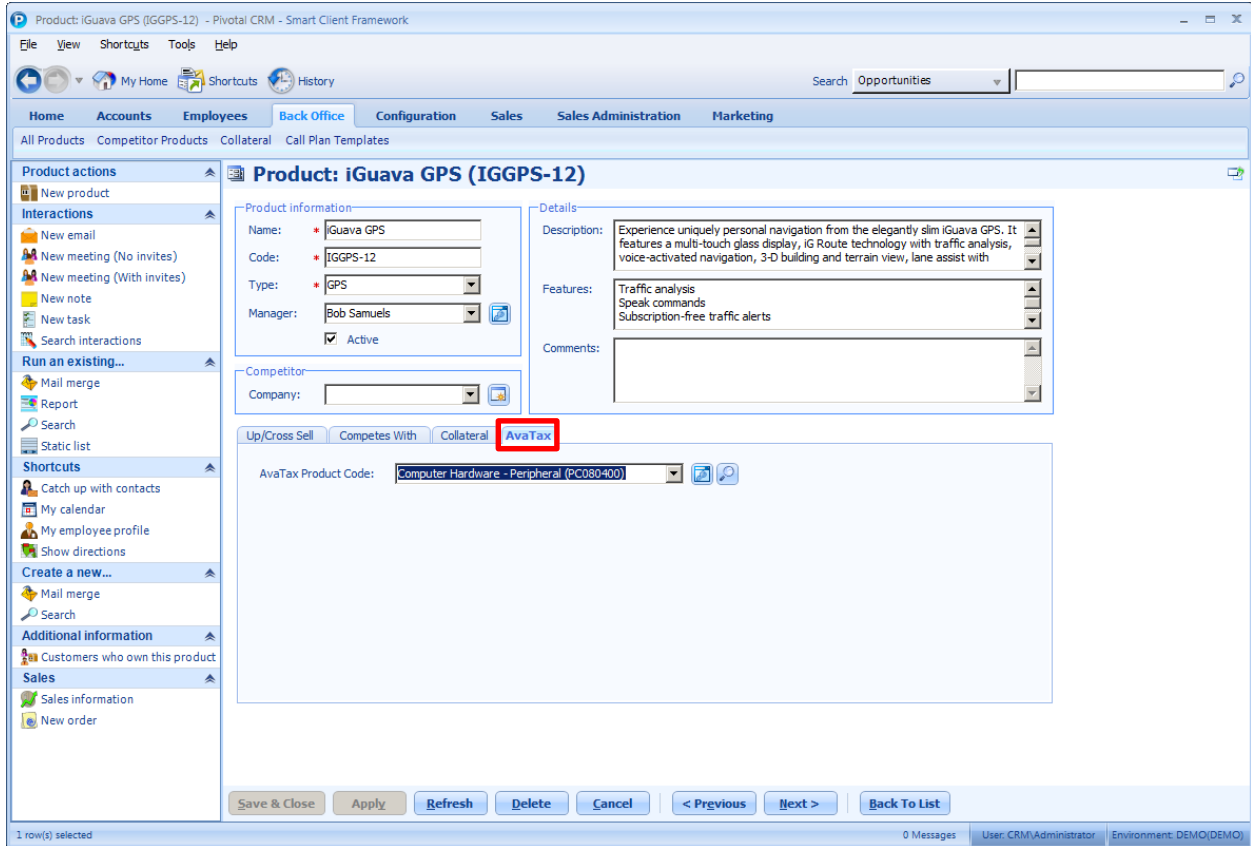 Product: iGuava GPS (IGGPS-12) - Pivotal CRM - Smart Client Framework
File View Shortcuts Tools Help
My Home Shortcuts History Search Opportunities
Home Accounts Employees Back Office Configuration Sales Sales Administration Marketing
All Products Competitor Products Collateral Call Plan Templates
Product actions
New product
Interactions
New email
New meeting (No invites)
New meeting (With invites)
New note
New task
Search interactions
Run an existing...
Mail merge
Report
Search
Static list
Shortcuts
Catch up with contacts
My calendar
My employee profile
Show directions
Create a new...
Mail merge
Search
Additional information
Customers who own this product
Sales
Sales information
New order
Product: iGuava GPS (IGGPS-12)
Product information
Name: * iGuava GPS
Code: * IGGPS-12
Type: * GPS
Manager: Bob Samuels
Active
Competitor
Company:
Details
Description: Experience uniquely personal navigation from the elegantly slim iGuava GPS. It
features a multi-touch glass display, iG Route technology with traffic analysis,
voice-activated navigation, 3-D building and terrain view, lane assist with
Features: Traffic analysis
Speak commands
Subscription-free traffic alerts
Comments:
Up/Cross Sell Competes With Collateral AvaTax
AvaTax Product Code: Computer Hardware - Peripheral (PC080400)
Save & Close Apply Refresh Delete Cancel < Previous Next > Back To List
1 row(s) selected 0 Messages User: CRM\Administrator Environment: DEMO(DEMO)